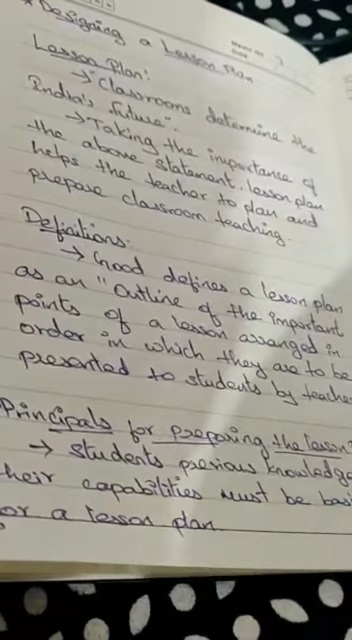 * Designing a Lesson Plan
Lesson Plan:
→ "Classrooms determine the
India's future".
→ Taking the importance of
the above statement. lesson plan
helps the teacher to plan and
prepare classroom teaching.
Definitions:
→ Good defines a lesson plan
as an "Outline of the important
points of a lesson arranged in
order in which they are to be
presented to students by teache
Principals for preparing the lesson
→ Students previous knowledge
their capabilities must be basi
or a lesson plan.